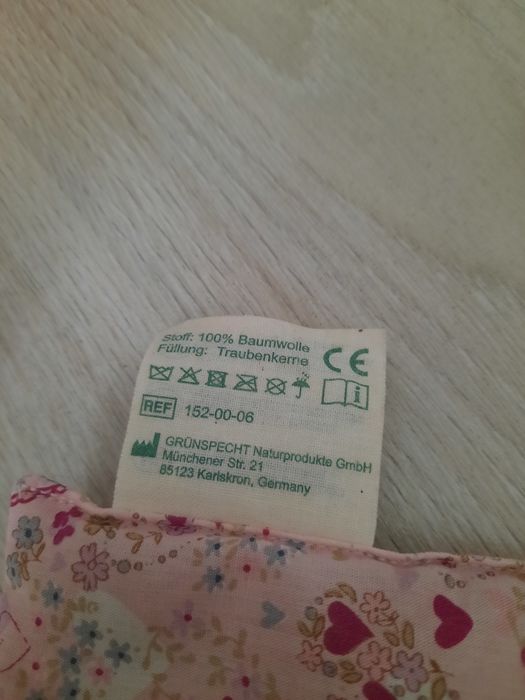 Stoff: 100% Baumwolle
Füllung: Traubenkerne
CE
i
REF 152-00-06
GRÜNSPECHT Naturprodukte GmbH
Münchener Str. 21
85123 Karlskron, Germany